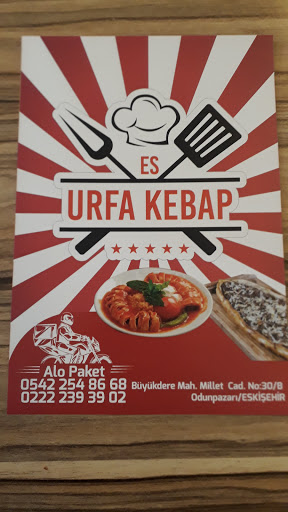 ES
URFA KEBAP
Alo Paket
0542 254 86 68
0222 239 39 02
Büyükdere Mah. Millet Cad. No:30/B
Odunpazarı/ESKİŞEHİR